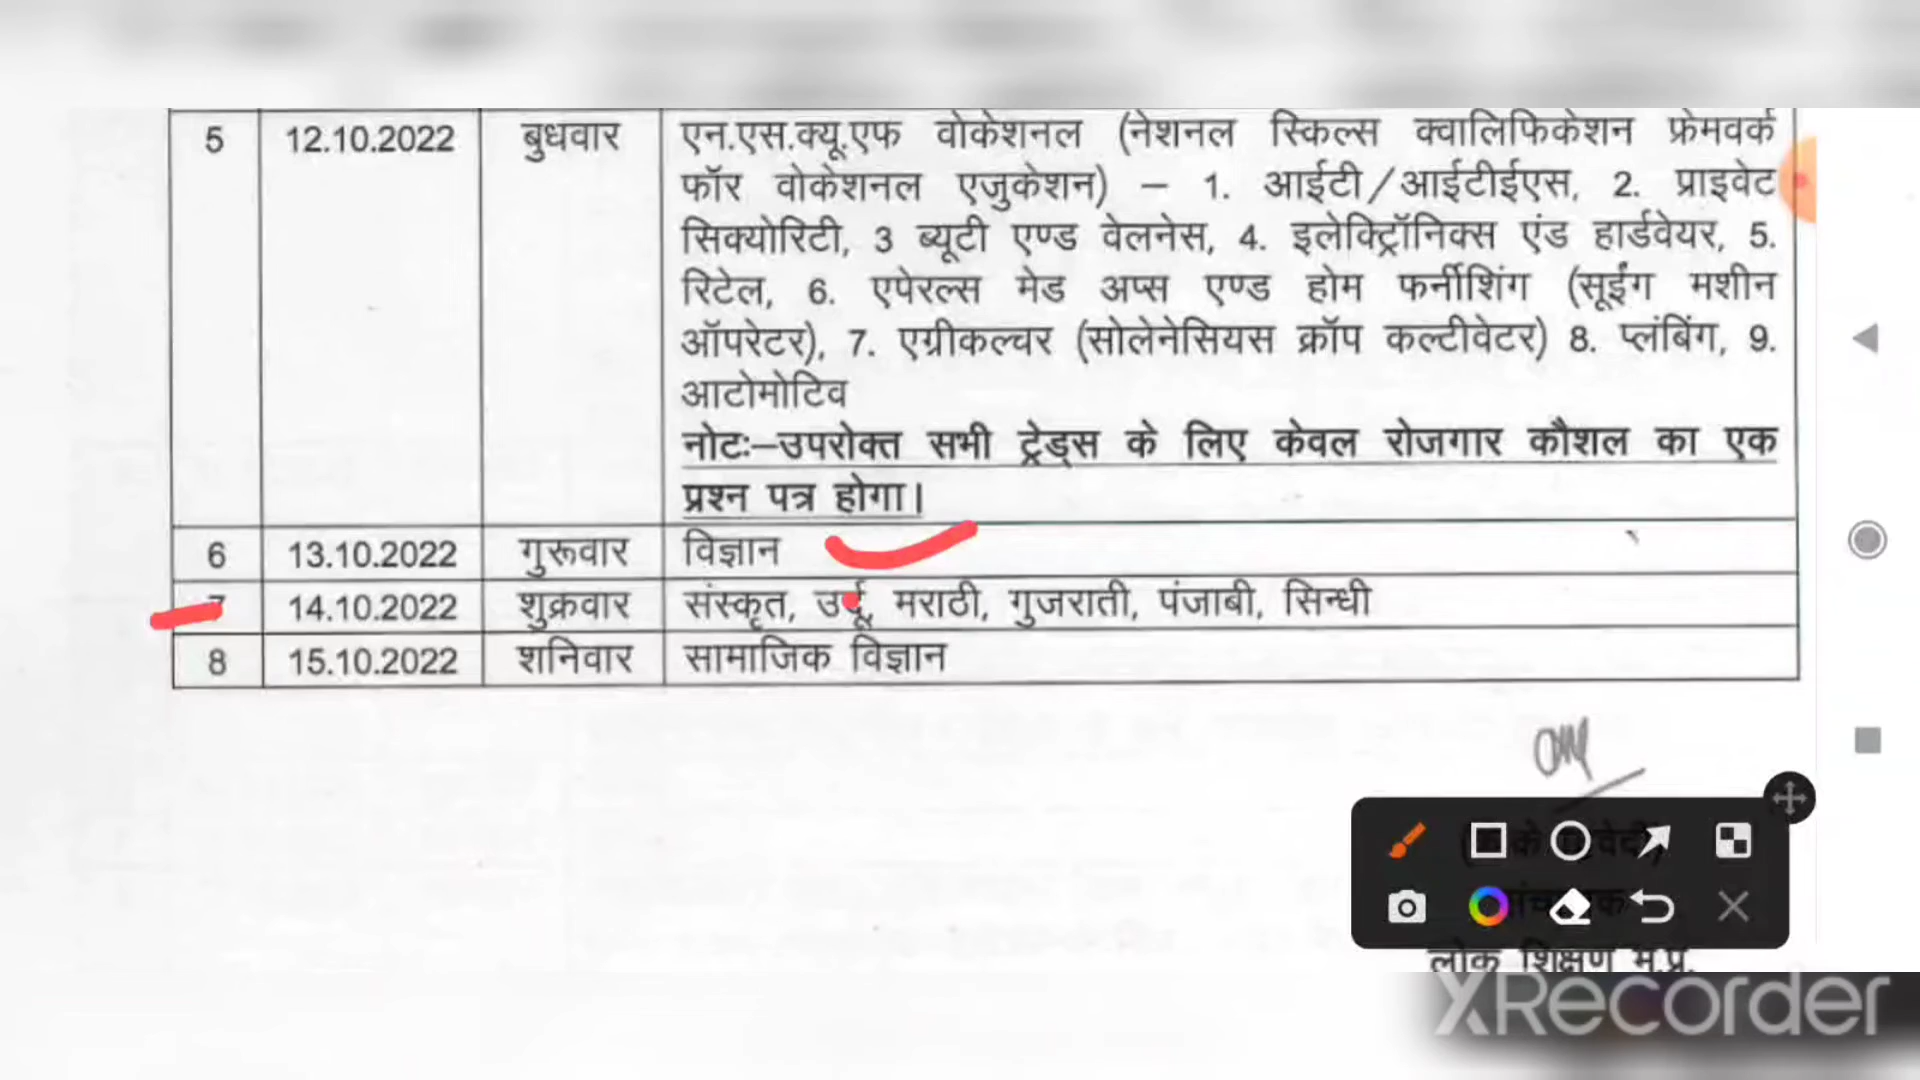 5 12.10.2022 बुधवार एन.एस.क्यू.एफ वोकेशनल (नेशनल स्किल्स क्वालिफिकेशन फ्रेमवर्क
फॉर वोकेशनल एजुकेशन) – 1. आईटी/आईटीईएस, 2. प्राइवेट
सिक्योरिटी, 3 ब्यूटी एण्ड वेलनेस, 4. इलेक्ट्रॉनिक्स एंड हार्डवेयर, 5.
रिटेल, 6. एपेरल्स मेड अप्स एण्ड होम फर्नीशिंग (सूईंग मशीन
ऑपरेटर), 7. एग्रीकल्चर (सोलेनेसियस क्रॉप कल्टीवेटर) 8. प्लंबिंग, 9.
आटोमोटिव
नोटः–उपरोक्त सभी ट्रेड्स के लिए केवल रोजगार कौशल का एक
प्रश्न पत्र होगा।
6 13.10.2022 गुरूवार विज्ञान
7 14.10.2022 शुक्रवार संस्कृत, उर्दू, मराठी, गुजराती, पंजाबी, सिन्धी
8 15.10.2022 शनिवार सामाजिक विज्ञान
लोक शिक्षण म.प्र.
XRecorder